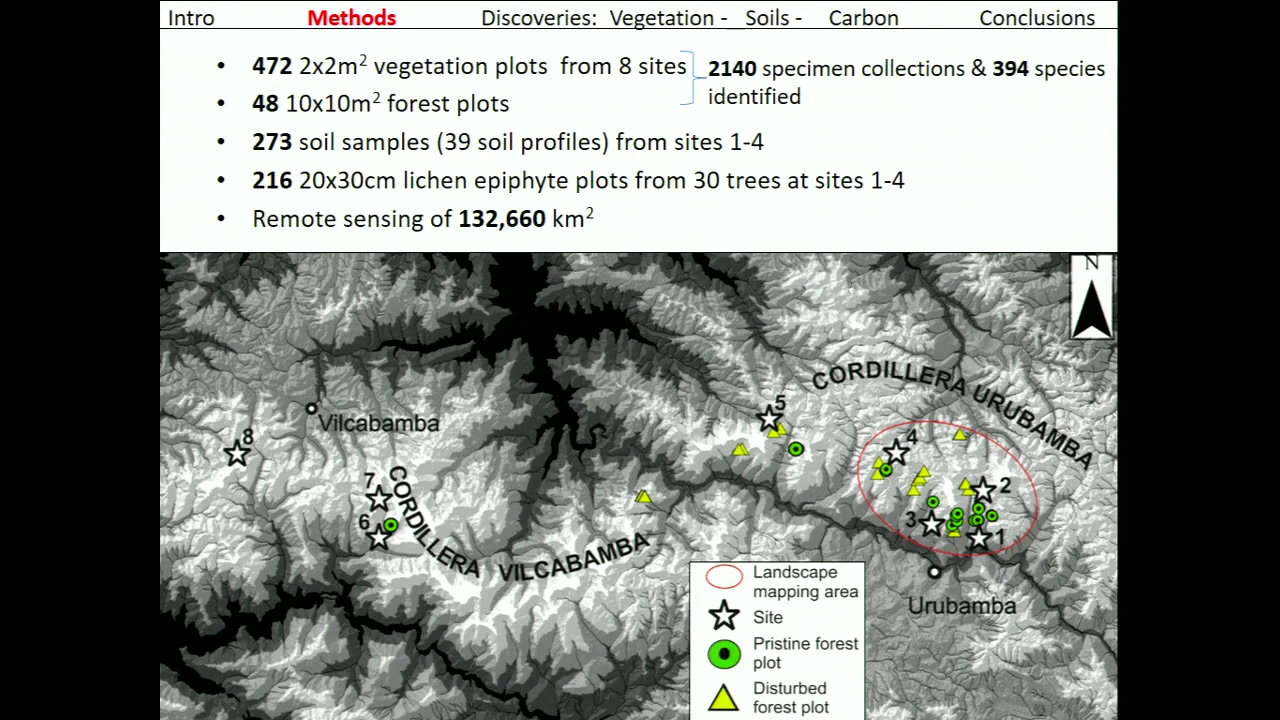 Intro Methods Discoveries: Vegetation - Soils - Carbon Conclusions
• 472 2x2m² vegetation plots from 8 sites
• 48 10x10m² forest plots
2140 specimen collections & 394 species
identified
• 273 soil samples (39 soil profiles) from sites 1-4
• 216 20x30cm lichen epiphyte plots from 30 trees at sites 1-4
• Remote sensing of 132,660 km²
N
CORDILLERA URUBAMBA
5
Vilcabamba
8
4
7
CORDILLERA VILCABAMBA
2
6
3
1
Urubamba
Landscape
mapping area
Site
Pristine forest
plot
Disturbed
forest plot